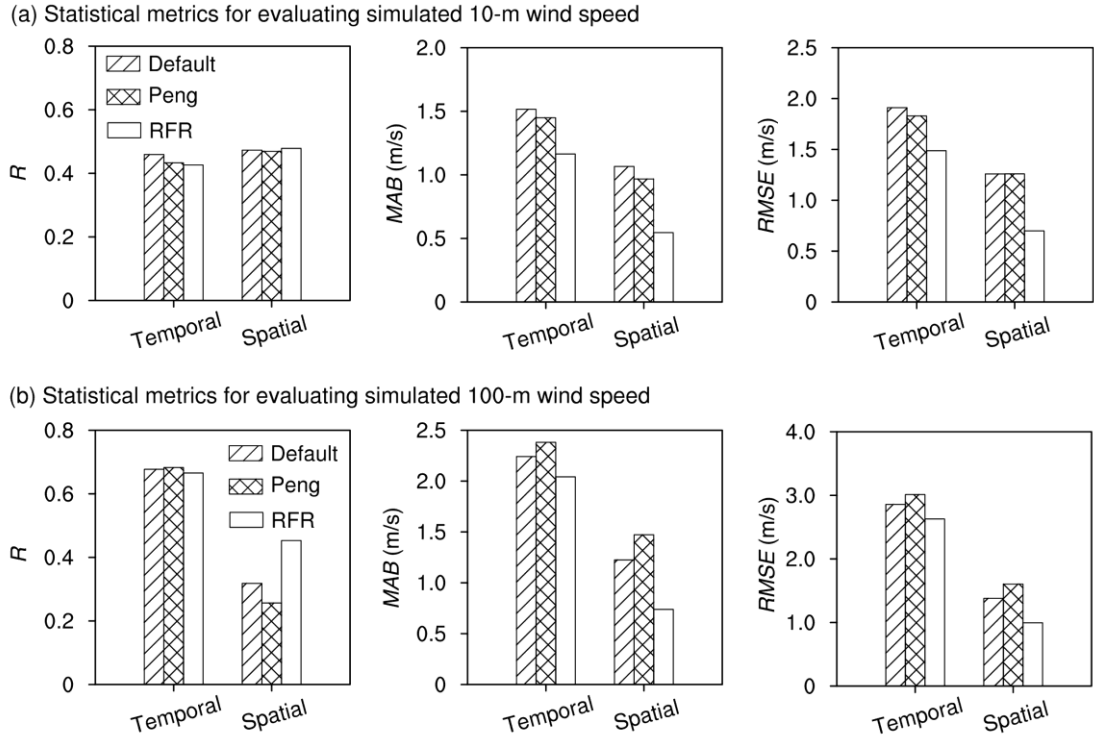 (a) Statistical metrics for evaluating simulated 10-m wind speed
R
0.8
0.6
0.4
0.2
0
Default
Peng
RFR
Temporal
Spatial
MAB (m/s)
2.0
1.5
1.0
0.5
0
Temporal
Spatial
RMSE (m/s)
2.5
2.0
1.5
1.0
0.5
0
Temporal
Spatial
(b) Statistical metrics for evaluating simulated 100-m wind speed
R
0.8
0.6
0.4
0.2
0
Default
Peng
RFR
Temporal
Spatial
MAB (m/s)
2.5
2.0
1.5
1.0
0.5
0
Temporal
Spatial
RMSE (m/s)
4.0
3.0
2.0
1.0
0
Temporal
Spatial